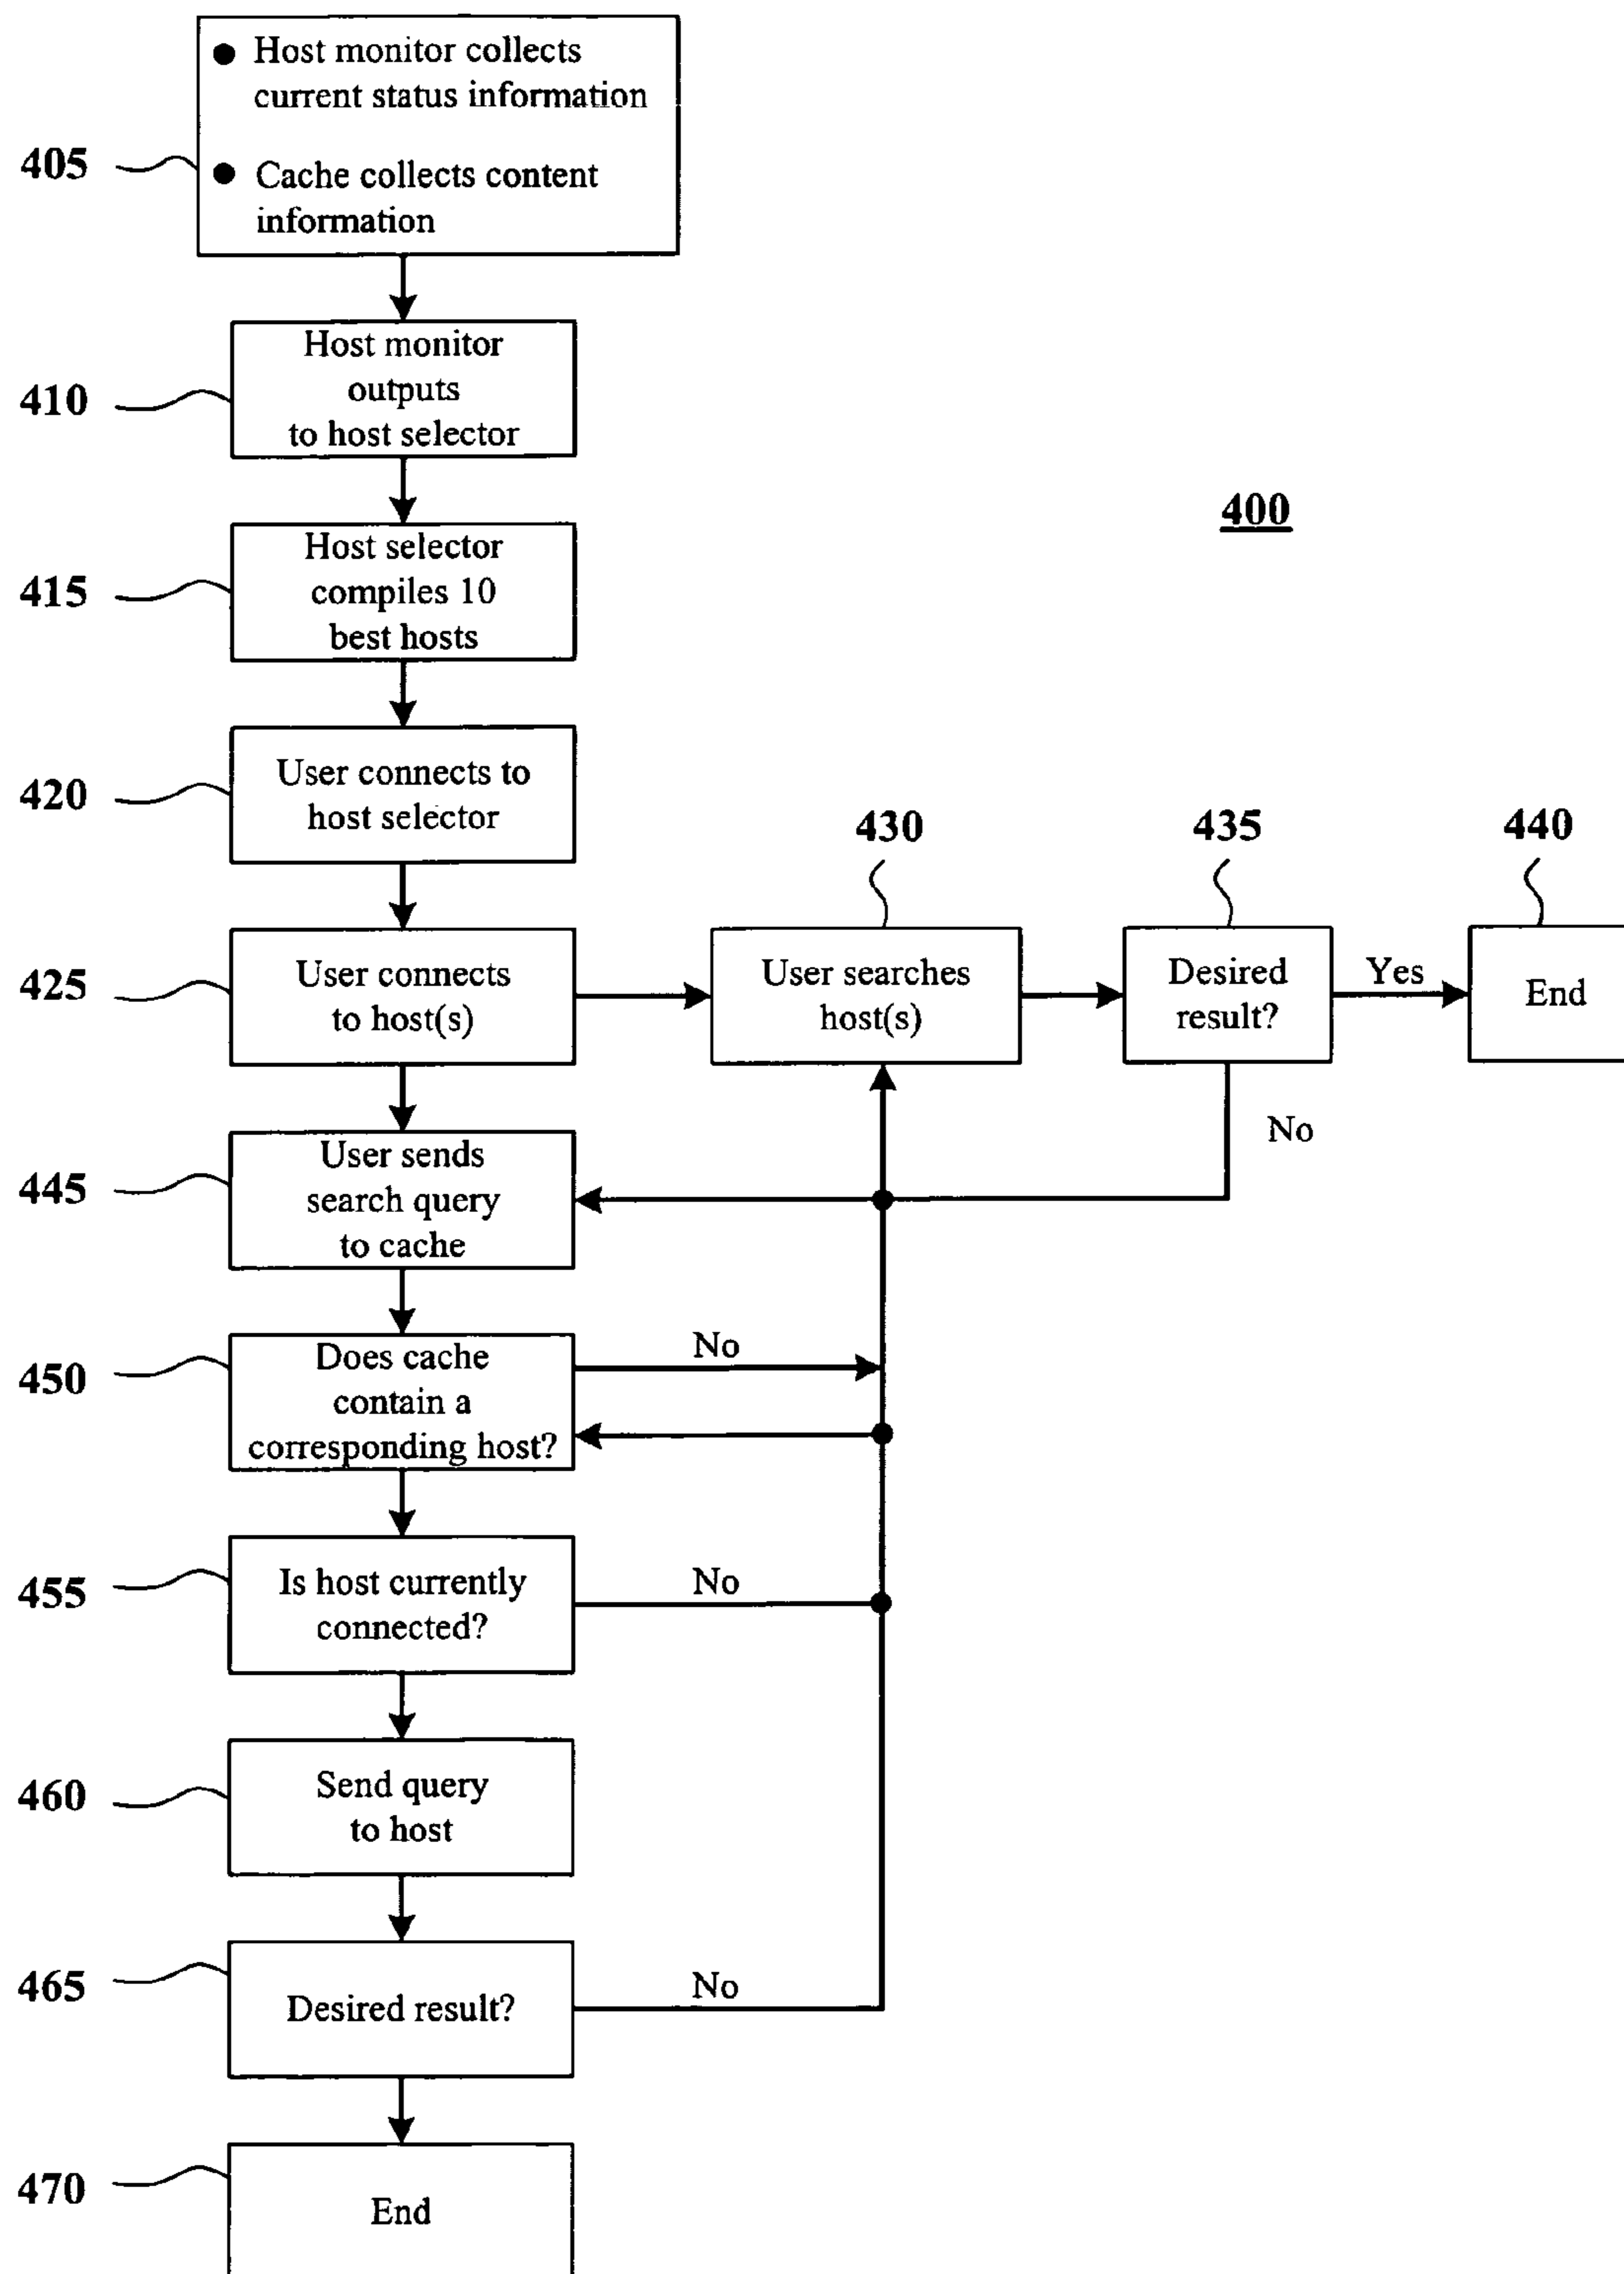 ● Host monitor collects
current status information
405
● Cache collects content
information
Host monitor
outputs
to host selector
410
Host selector
compiles 10
best hosts
415
400
User connects to
host selector
420
430
435
440
User connects
to host(s)
425
User searches
host(s)
Desired
result?
Yes
End
No
User sends
search query
to cache
445
Does cache
contain a
corresponding host?
450
No
Is host currently
connected?
455
No
Send query
to host
460
Desired result?
465
No
End
470